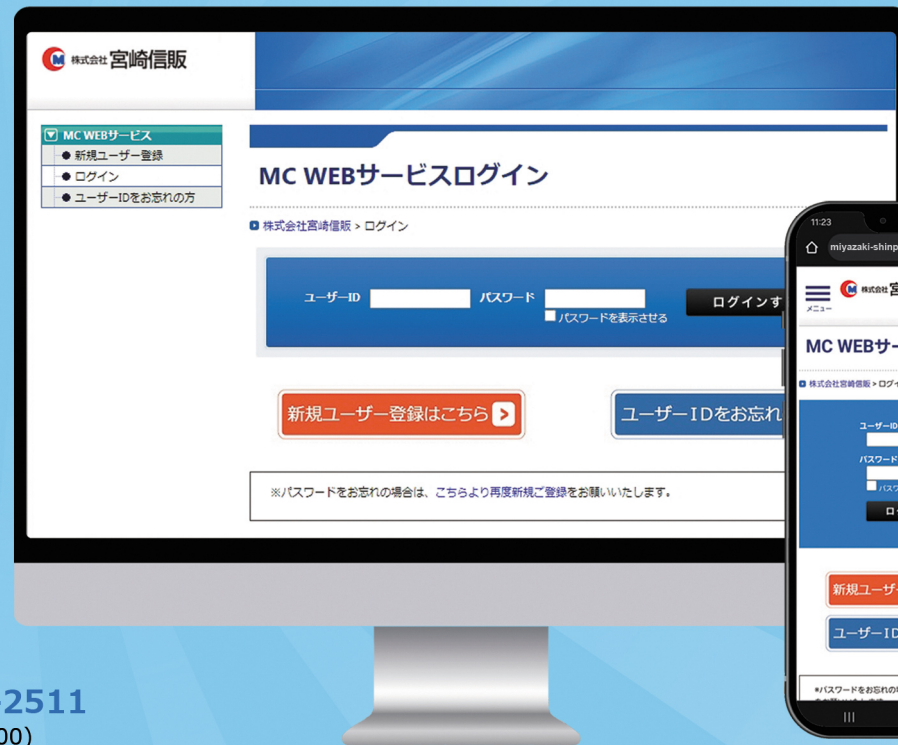 株式会社 宮崎信販
MC WEBサービス
新規ユーザー登録
ログイン
ユーザーIDをお忘れの方
MC WEBサービスログイン
株式会社宮崎信販 > ログイン
ユーザーID
パスワード
パスワードを表示させる
ログインす
新規ユーザー登録はこちら
ユーザーIDをお忘れ
※パスワードをお忘れの場合は、こちらより再度新規ご登録をお願いいたします。
11:23
miyazaki-shinp
メニュー
株式会社
MC WEBサー
株式会社宮崎信販 > ログ
ユーザーID
パスワード
新規ユーザ
ユーザーID
※パスワードをお忘れの
-2511
00)